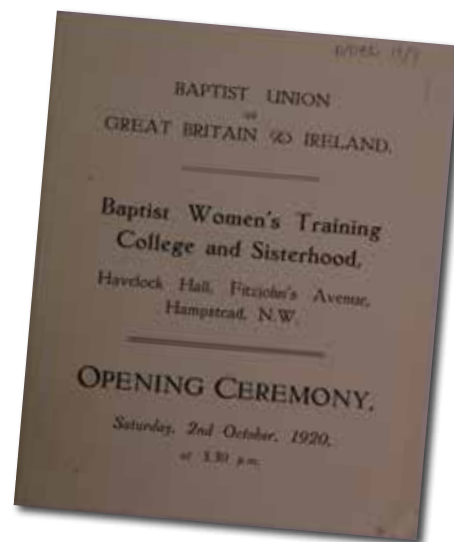 BAPTIST UNION
OF
GREAT BRITAIN & IRELAND.
Baptist Women's Training
College and Sisterhood,
Havelock Hall, Fitzjohn's Avenue,
Hampstead, N.W.
OPENING CEREMONY,
Saturday, 2nd October, 1920,
at 3.30 p.m.